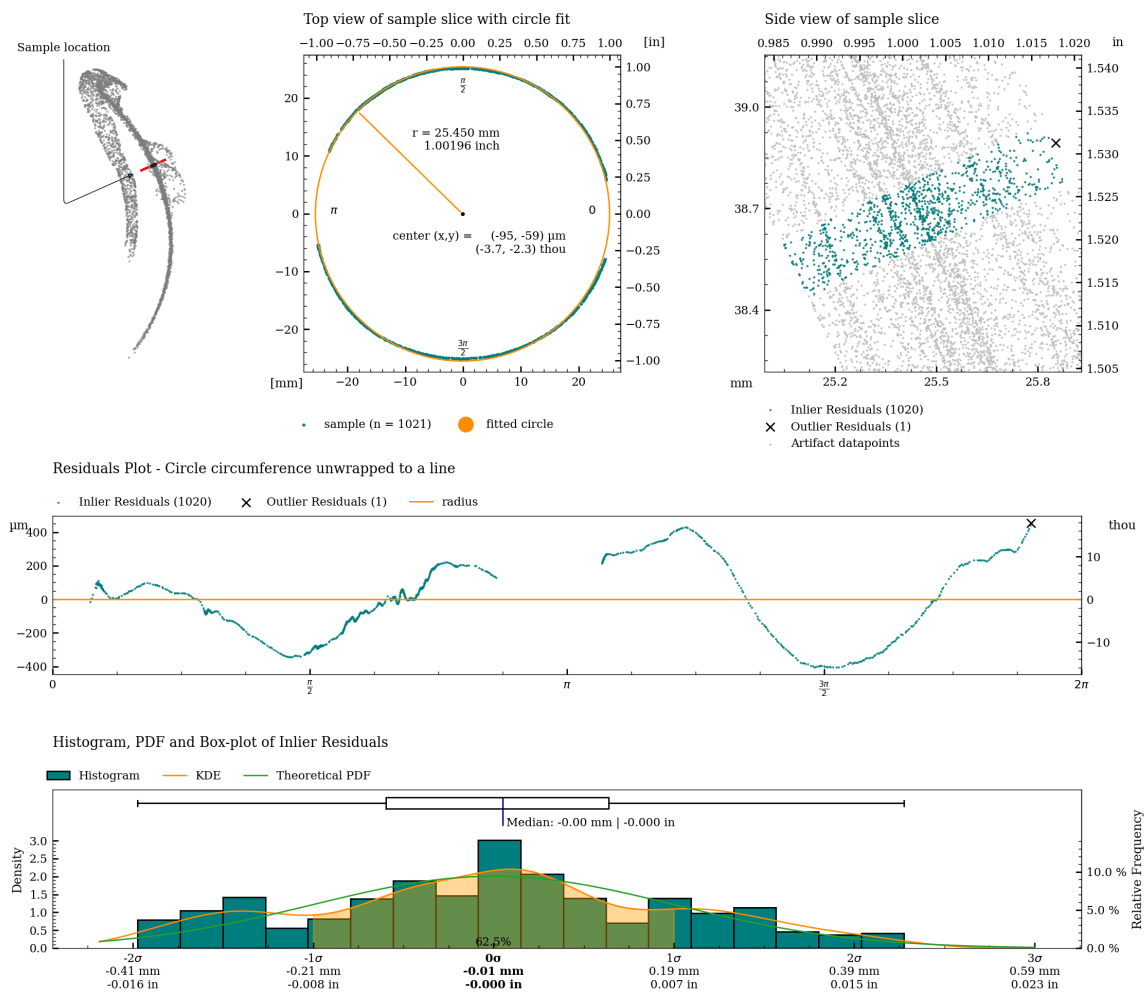 Sample location
Top view of sample slice with circle fit
−1.00 −0.75 −0.50 −0.25 0.00 0.25 0.50 0.75 1.00 [in]
20
10
0
−10
−20
[mm]
−20 −10 0 10 20
1.00
0.75
0.50
0.25
0.00
−0.25
−0.50
−0.75
−1.00
π/2
r = 25.450 mm
1.00196 inch
π
0
center (x,y) = (-95, -59) μm
(-3.7, -2.3) thou
3π/2
sample (n = 1021)
fitted circle
Side view of sample slice
0.985 0.990 0.995 1.000 1.005 1.010 1.015 1.020 in
39.0
38.7
38.4
mm
25.2 25.5 25.8
1.540
1.535
1.530
1.525
1.520
1.515
1.510
1.505
Inlier Residuals (1020)
Outlier Residuals (1)
Artifact datapoints
Residuals Plot - Circle circumference unwrapped to a line
Inlier Residuals (1020)
Outlier Residuals (1)
radius
μm
400
200
0
−200
−400
thou
10
0
−10
0 π/2 π 3π/2 2π
Histogram, PDF and Box-plot of Inlier Residuals
Histogram
KDE
Theoretical PDF
Median: -0.00 mm | -0.000 in
Density
3.0
2.5
2.0
1.5
1.0
0.5
0.0
Relative Frequency
10.0 %
5.0 %
0.0 %
62.5%
-2σ -1σ 0σ 1σ 2σ 3σ
-0.41 mm -0.21 mm -0.01 mm 0.19 mm 0.39 mm 0.59 mm
-0.016 in -0.008 in -0.000 in 0.007 in 0.015 in 0.023 in